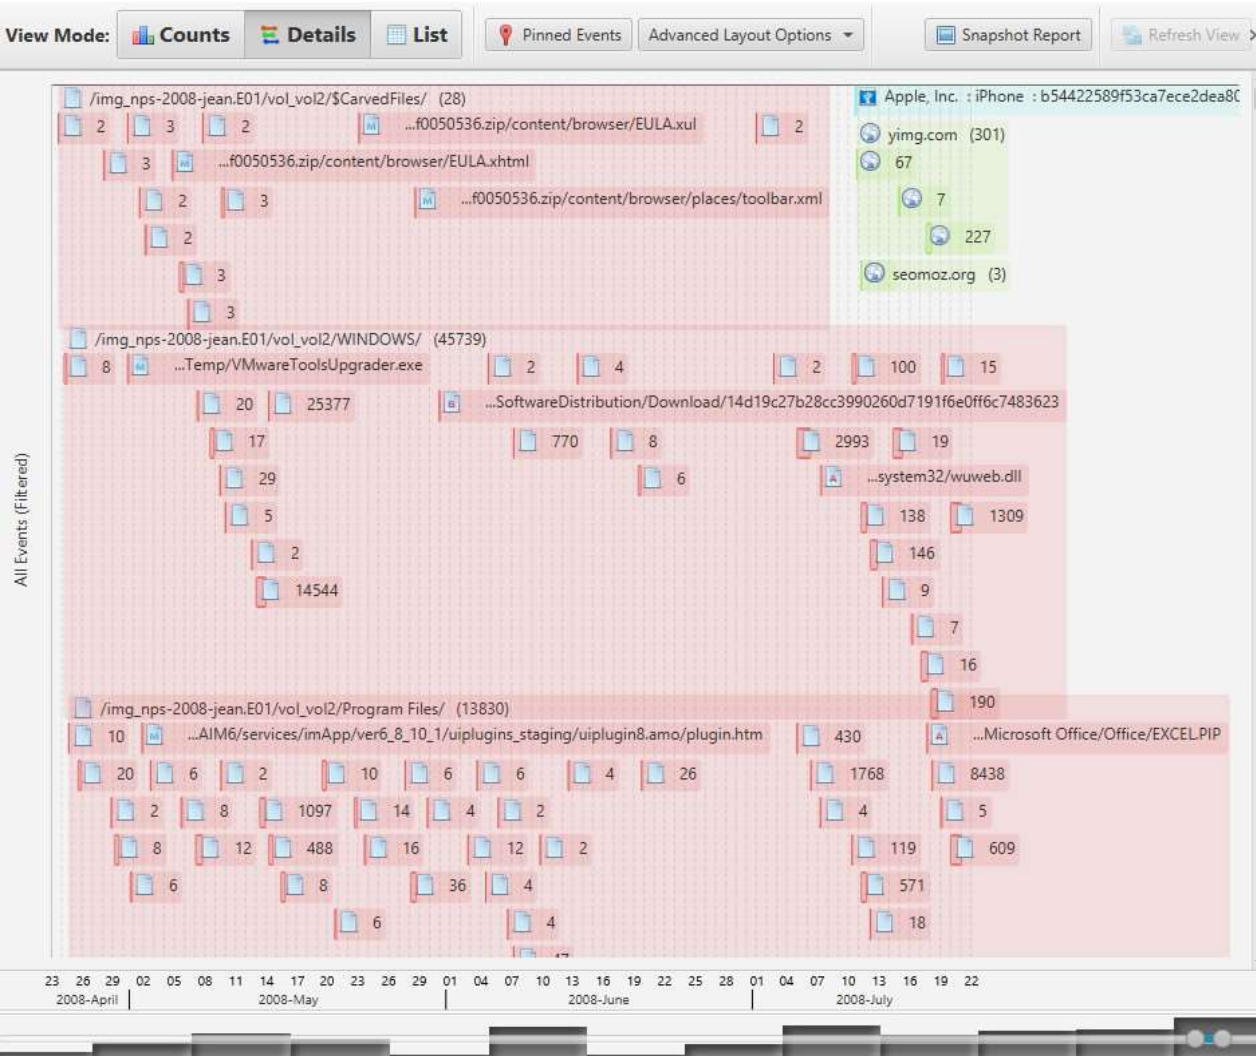 View Mode: Counts Details List Pinned Events Advanced Layout Options Snapshot Report Refresh View
/img_nps-2008-jean.E01/vol_vol2/$CarvedFiles/ (28)
2 3 2 ...f0050536.zip/content/browser/EULA.xul 2
3 ...f0050536.zip/content/browser/EULA.xhtml
2 3 ...f0050536.zip/content/browser/places/toolbar.xml
2
3
3
Apple, Inc. : iPhone : b54422589f53ca7ece2dea80
yimg.com (301)
67
7
227
seomoz.org (3)
/img_nps-2008-jean.E01/vol_vol2/WINDOWS/ (45739)
8 ...Temp/VMwareToolsUpgrader.exe 2 4 2 100 15
20 25377 ...SoftwareDistribution/Download/14d19c27b28cc3990260d7191f6e0ff6c7483623
17 770 8 2993 19
29 6 ...system32/wuweb.dll
5 138 1309
2 146
14544 9
7
16
190
/img_nps-2008-jean.E01/vol_vol2/Program Files/ (13830)
10 ...AIM6/services/imApp/ver6_8_10_1/uiplugins_staging/uiplugin8.amo/plugin.htm 430 ...Microsoft Office/Office/EXCEL.PIP
20 6 2 10 6 6 4 26 1768 8438
2 8 1097 14 4 2 4 5
8 12 488 16 12 2 119 609
6 8 36 4 571
6 4 18
All Events (Filtered)
23 26 29 02 05 08 11 14 17 20 23 26 29 01 04 07 10 13 16 19 22 25 28 01 04 07 10 13 16 19 22
2008-April 2008-May 2008-June 2008-July